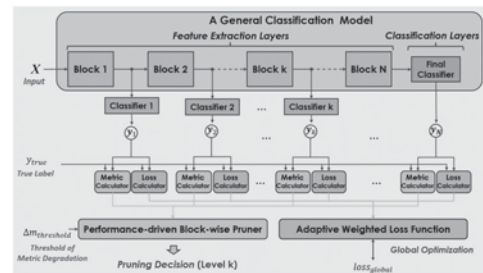 A General Classification Model
Feature Extraction Layers
Classification Layers
X
Input
Block 1
Block 2
Block k
Block N
Final Classifier
Classifier 1
Classifier 2
...
Classifier k
y1
y2
...
yk
...
yN
ytrue
True Label
Metric Calculator
Loss Calculator
Metric Calculator
Loss Calculator
...
Metric Calculator
Loss Calculator
...
Metric Calculator
Loss Calculator
Δmthreshold
Threshold of Metric Degradation
Performance-driven Block-wise Pruner
Adaptive Weighted Loss Function
Pruning Decision (Level k)
Global Optimization
lossglobal